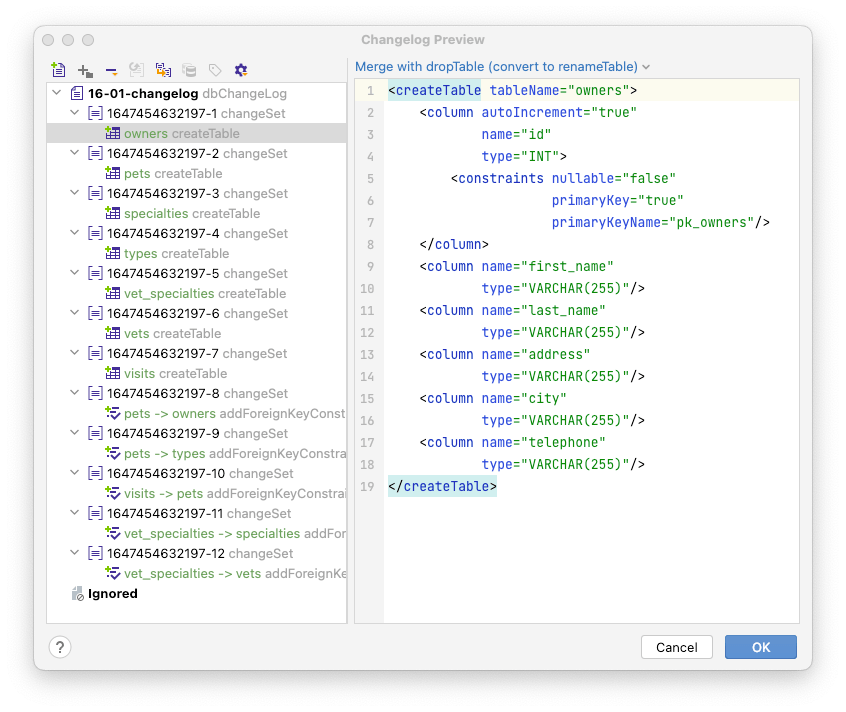 Changelog Preview
16-01-changelog dbChangeLog
1647454632197-1 changeSet
owners createTable
1647454632197-2 changeSet
pets createTable
1647454632197-3 changeSet
specialties createTable
1647454632197-4 changeSet
types createTable
1647454632197-5 changeSet
vet_specialties createTable
1647454632197-6 changeSet
vets createTable
1647454632197-7 changeSet
visits createTable
1647454632197-8 changeSet
pets -> owners addForeignKeyConst
1647454632197-9 changeSet
pets -> types addForeignKeyConstra
1647454632197-10 changeSet
visits -> pets addForeignKeyConstrai
1647454632197-11 changeSet
vet_specialties -> specialties addFor
1647454632197-12 changeSet
vet_specialties -> vets addForeignKe
Ignored
Merge with dropTable (convert to renameTable)
1 <createTable tableName="owners">
2 <column autoIncrement="true"
3 name="id"
4 type="INT">
5 <constraints nullable="false"
6 primaryKey="true"
7 primaryKeyName="pk_owners"/>
8 </column>
9 <column name="first_name"
10 type="VARCHAR(255)"/>
11 <column name="last_name"
12 type="VARCHAR(255)"/>
13 <column name="address"
14 type="VARCHAR(255)"/>
15 <column name="city"
16 type="VARCHAR(255)"/>
17 <column name="telephone"
18 type="VARCHAR(255)"/>
19 </createTable>
?
Cancel
OK